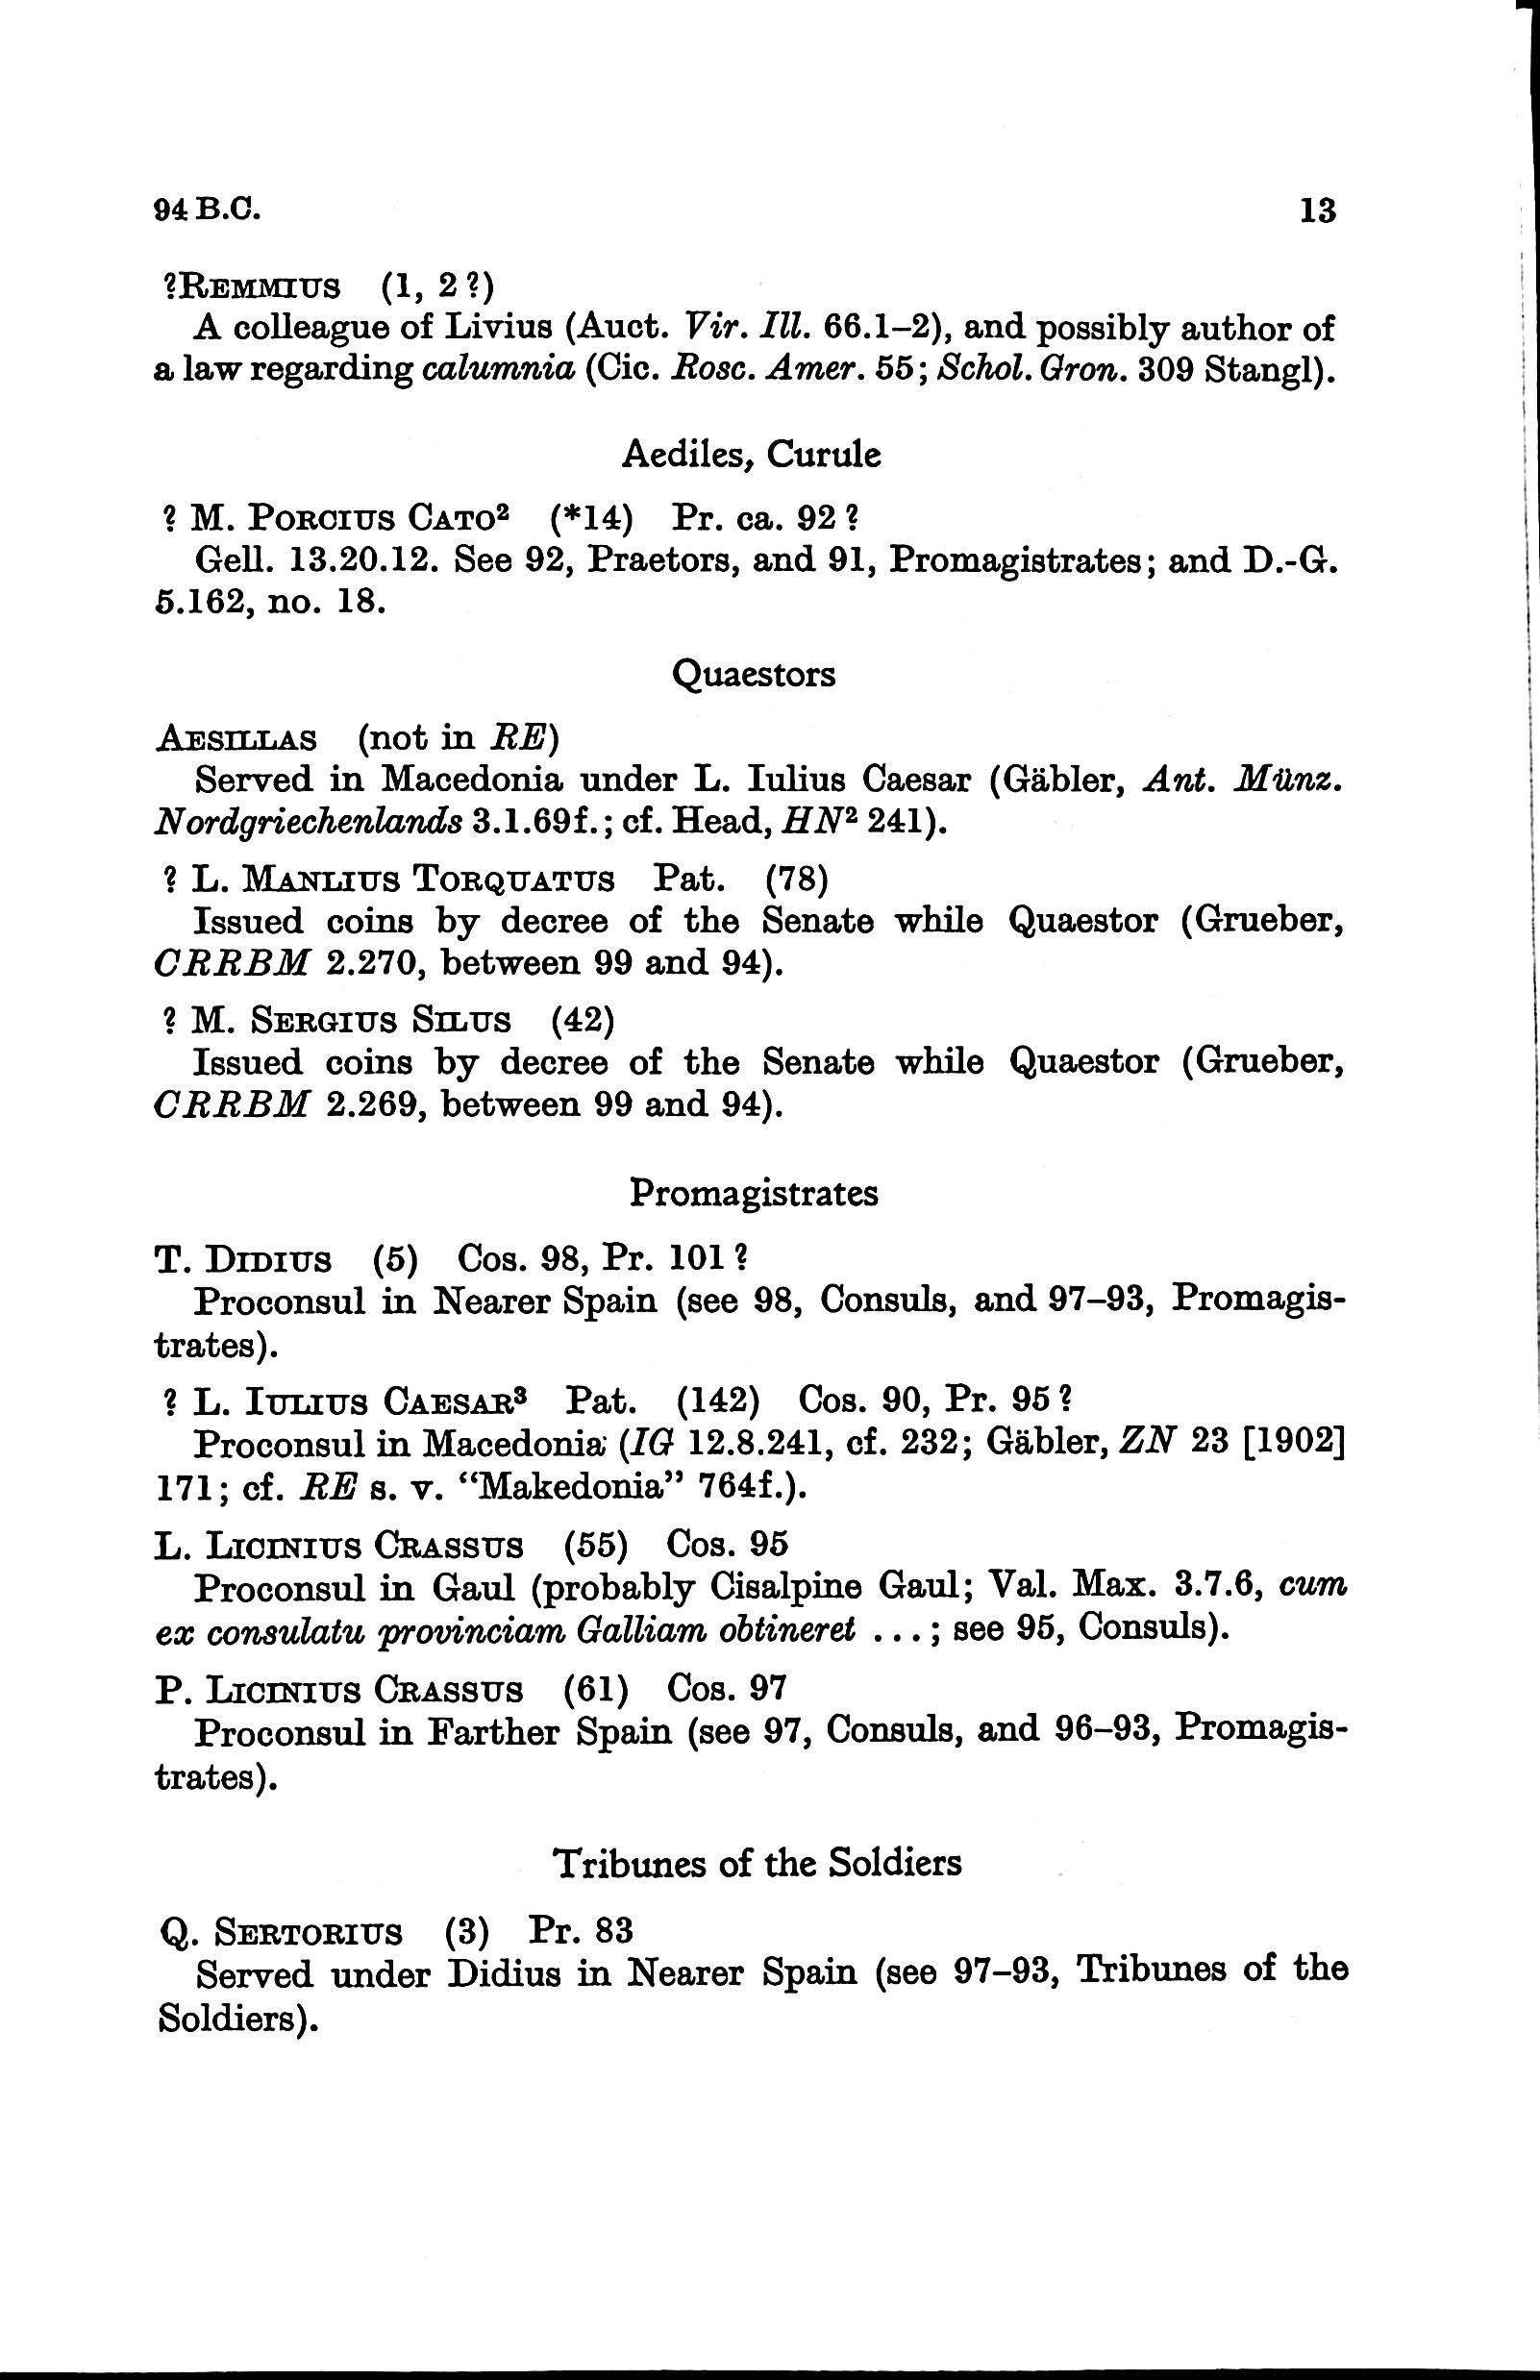 94 B.C. 13
?REMMIUS (1, 2?)
A colleague of Livius (Auct. Vir. Ill. 66.1–2), and possibly author of
a law regarding calumnia (Cic. Rosc. Amer. 55; Schol. Gron. 309 Stangl).
Aediles, Curule
? M. PORCIUS CATO² (*14) Pr. ca. 92?
Gell. 13.20.12. See 92, Praetors, and 91, Promagistrates; and D.-G.
5.162, no. 18.
Quaestors
AESILLAS (not in RE)
Served in Macedonia under L. Iulius Caesar (Gäbler, Ant. Münz.
Nordgriechenlands 3.1.69f.; cf. Head, HN² 241).
? L. MANLIUS TORQUATUS Pat. (78)
Issued coins by decree of the Senate while Quaestor (Grueber,
CRRBM 2.270, between 99 and 94).
? M. SERGIUS SILUS (42)
Issued coins by decree of the Senate while Quaestor (Grueber,
CRRBM 2.269, between 99 and 94).
Promagistrates
T. DIDIUS (5) Cos. 98, Pr. 101?
Proconsul in Nearer Spain (see 98, Consuls, and 97–93, Promagis-
trates).
? L. IULIUS CAESAR³ Pat. (142) Cos. 90, Pr. 95?
Proconsul in Macedonia (IG 12.8.241, cf. 232; Gäbler, ZN 23 [1902]
171; cf. RE s. v. “Makedonia” 764f.).
L. LICINIUS CRASSUS (55) Cos. 95
Proconsul in Gaul (probably Cisalpine Gaul; Val. Max. 3.7.6, cum
ex consulatu provinciam Galliam obtineret ...; see 95, Consuls).
P. LICINIUS CRASSUS (61) Cos. 97
Proconsul in Farther Spain (see 97, Consuls, and 96–93, Promagis-
trates).
Tribunes of the Soldiers
Q. SERTORIUS (3) Pr. 83
Served under Didius in Nearer Spain (see 97–93, Tribunes of the
Soldiers).